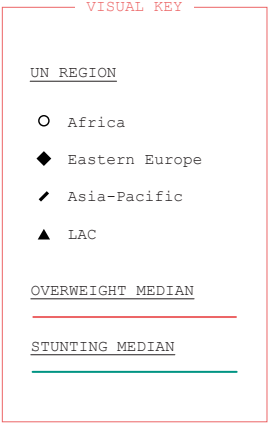 VISUAL KEY
UN REGION
Africa
Eastern Europe
Asia-Pacific
LAC
OVERWEIGHT MEDIAN
STUNTING MEDIAN